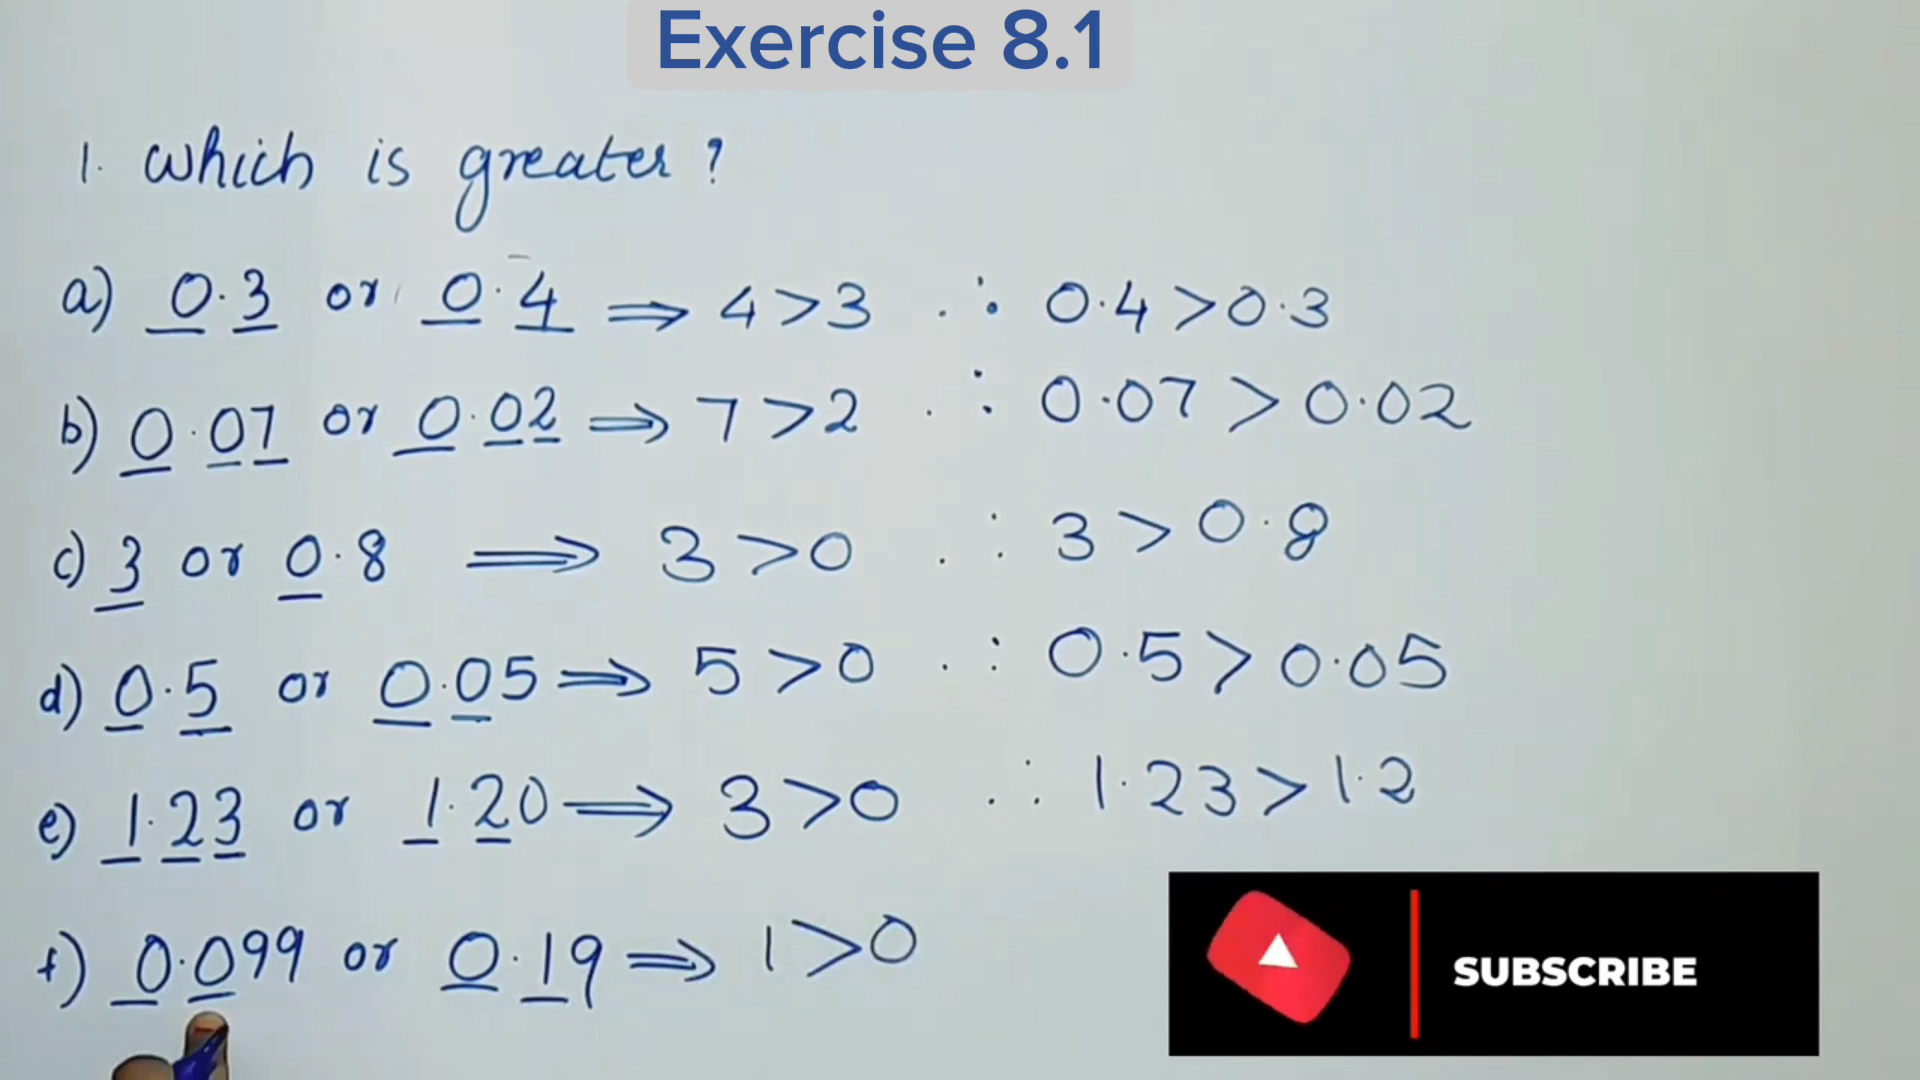 Exercise 8.1
1. Which is greater?
a) 0.3 or 0.4 ⇒ 4 > 3 ∴ 0.4 > 0.3
b) 0.07 or 0.02 ⇒ 7 > 2 ∴ 0.07 > 0.02
c) 3 or 0.8 ⇒ 3 > 0 ∴ 3 > 0.8
d) 0.5 or 0.05 ⇒ 5 > 0 ∴ 0.5 > 0.05
e) 1.23 or 1.20 ⇒ 3 > 0 ∴ 1.23 > 1.2
f) 0.099 or 0.19 ⇒ 1 > 0
SUBSCRIBE